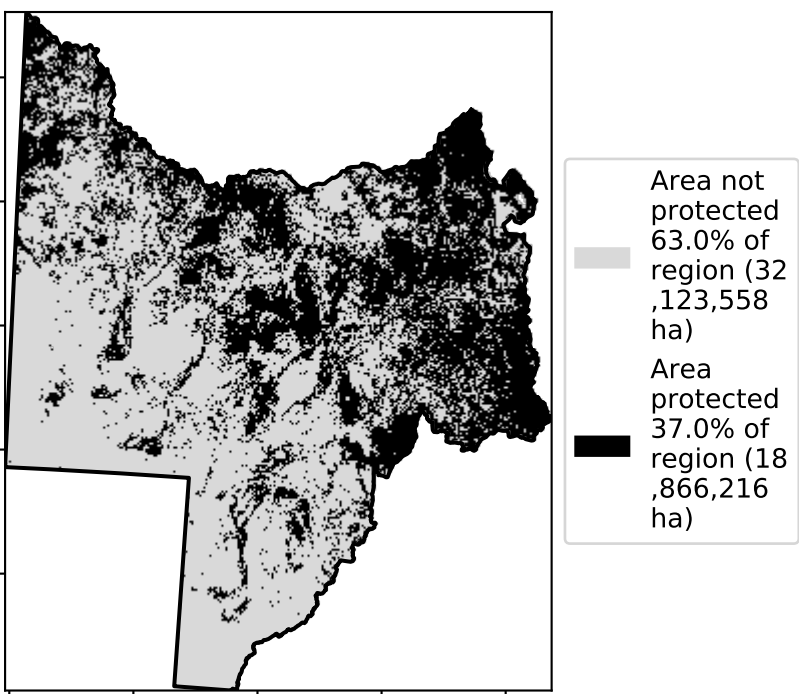 Area not
protected
63.0% of
region (32
,123,558
ha)
Area
protected
37.0% of
region (18
,866,216
ha)